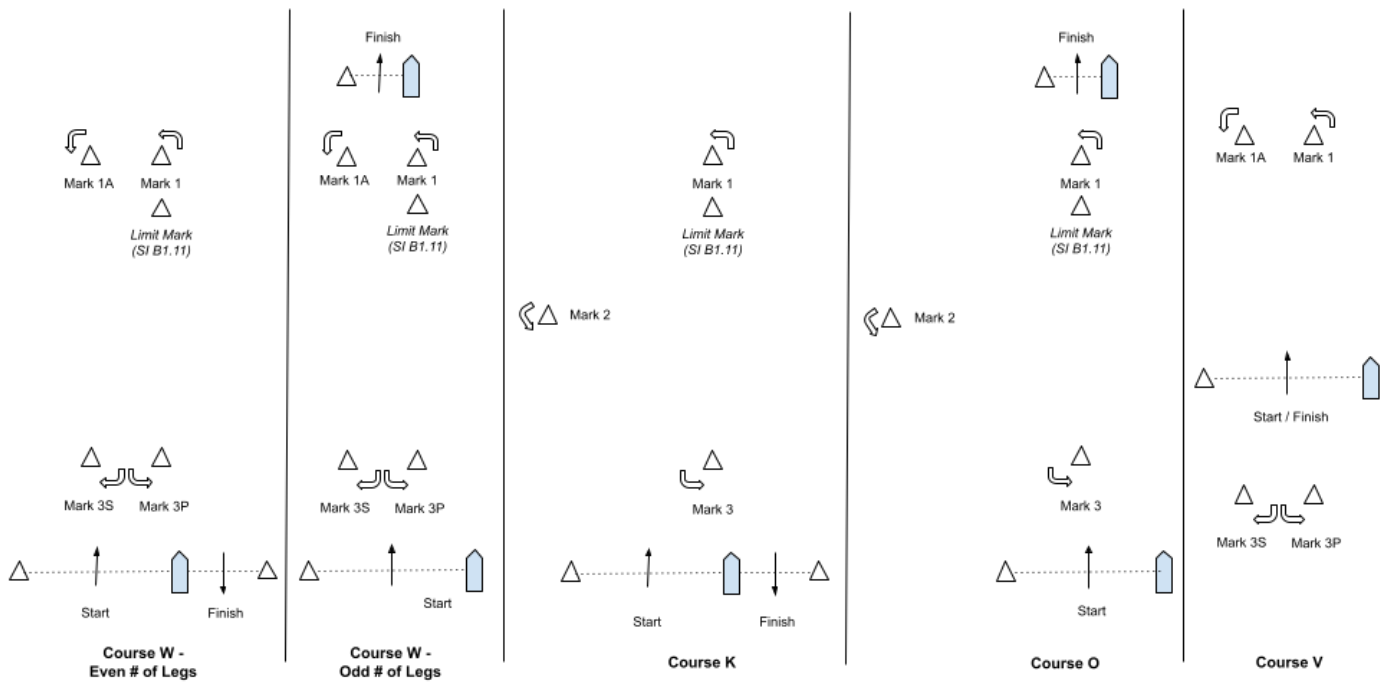 Finish
Mark 1A
Mark 1
Limit Mark
(SI B1.11)
Mark 3S
Mark 3P
Start
Finish
Course W -
Even # of Legs
Mark 1A
Mark 1
Limit Mark
(SI B1.11)
Mark 3S
Mark 3P
Start
Course W -
Odd # of Legs
Mark 1
Limit Mark
(SI B1.11)
Mark 2
Mark 3
Start
Finish
Course K
Finish
Mark 1
Limit Mark
(SI B1.11)
Mark 2
Mark 3
Start
Course O
Mark 1A
Mark 1
Start / Finish
Mark 3S
Mark 3P
Course V